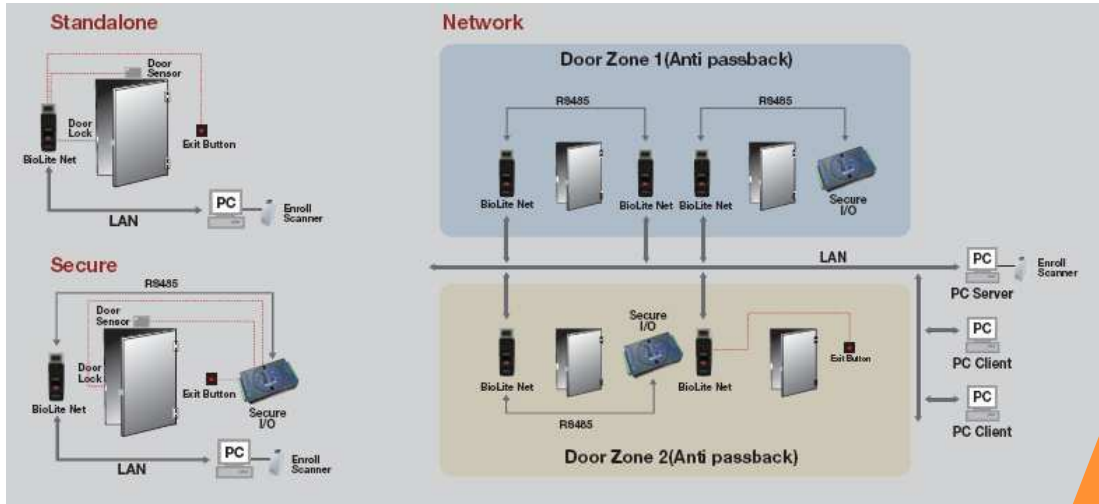 Standalone
Door
Sensor
Door
Lock
BioLite Net
Exit Button
LAN
PC
Enroll
Scanner
Secure
RS485
Door
Sensor
Door
Lock
BioLite Net
Exit Button
Secure
I/O
LAN
PC
Enroll
Scanner
Network
Door Zone 1(Anti passback)
RS485
RS485
BioLite Net
BioLite Net
BioLite Net
Secure
I/O
LAN
PC
Enroll
Scanner
PC Server
Secure
I/O
BioLite Net
BioLite Net
Exit Button
RS485
Door Zone 2(Anti passback)
PC
PC Client
PC
PC Client